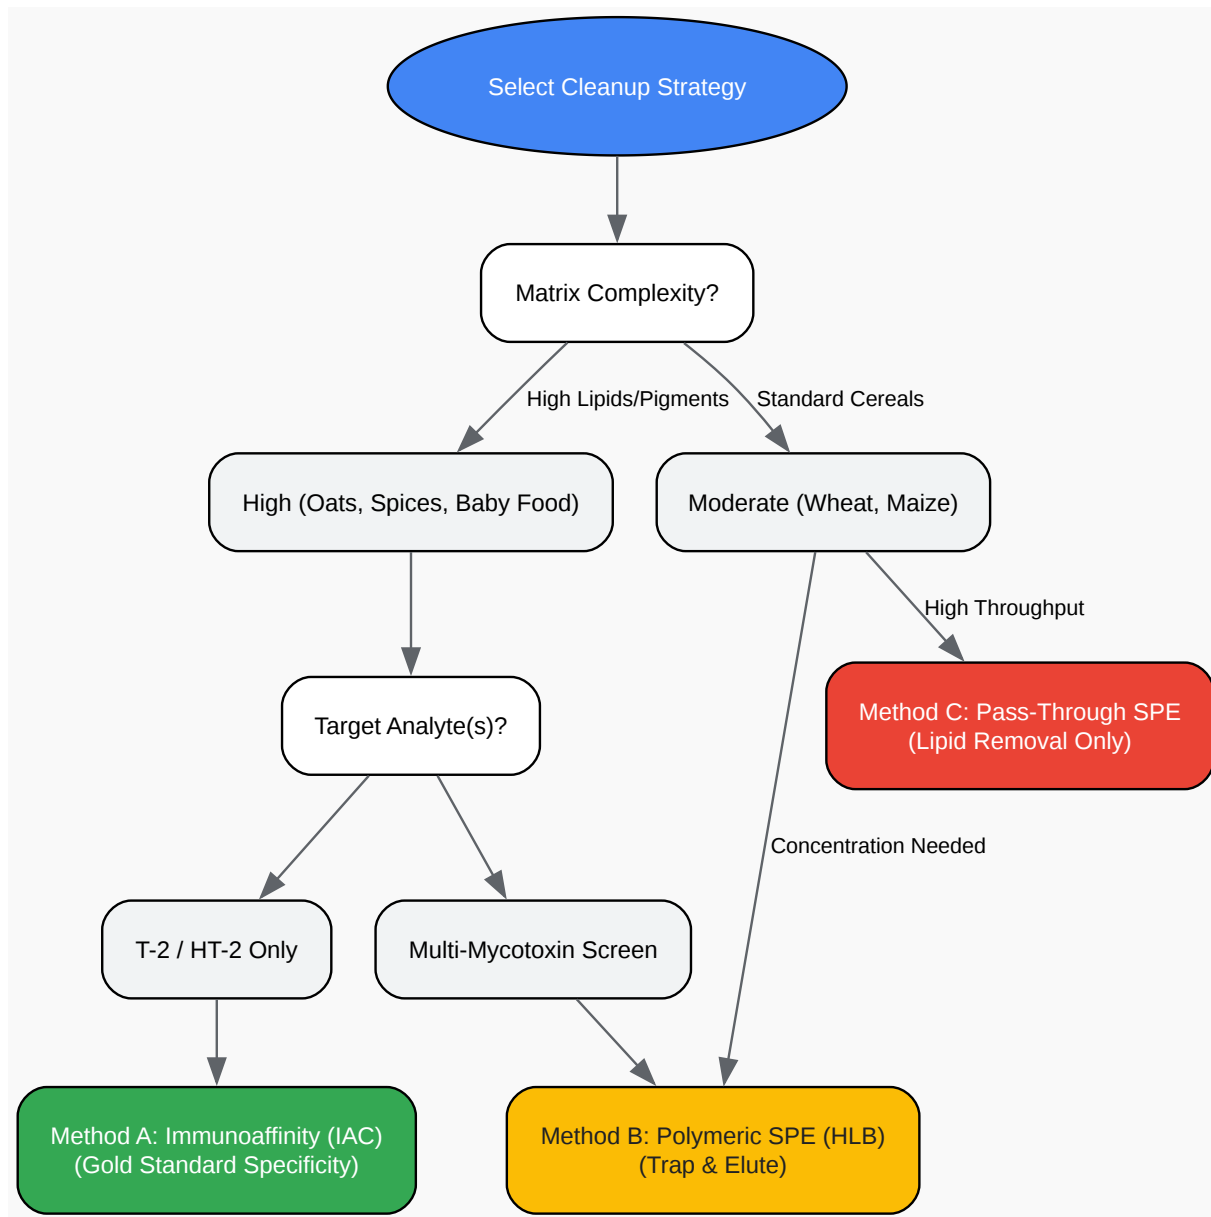 Select Cleanup Strategy
Matrix Complexity?
High Lipids/Pigments
Standard Cereals
High (Oats, Spices, Baby Food)
Moderate (Wheat, Maize)
High Throughput
Method C: Pass-Through SPE
(Lipid Removal Only)
Target Analyte(s)?
Concentration Needed
T-2 / HT-2 Only
Multi-Mycotoxin Screen
Method A: Immunoaffinity (IAC)
(Gold Standard Specificity)
Method B: Polymeric SPE (HLB)
(Trap & Elute)